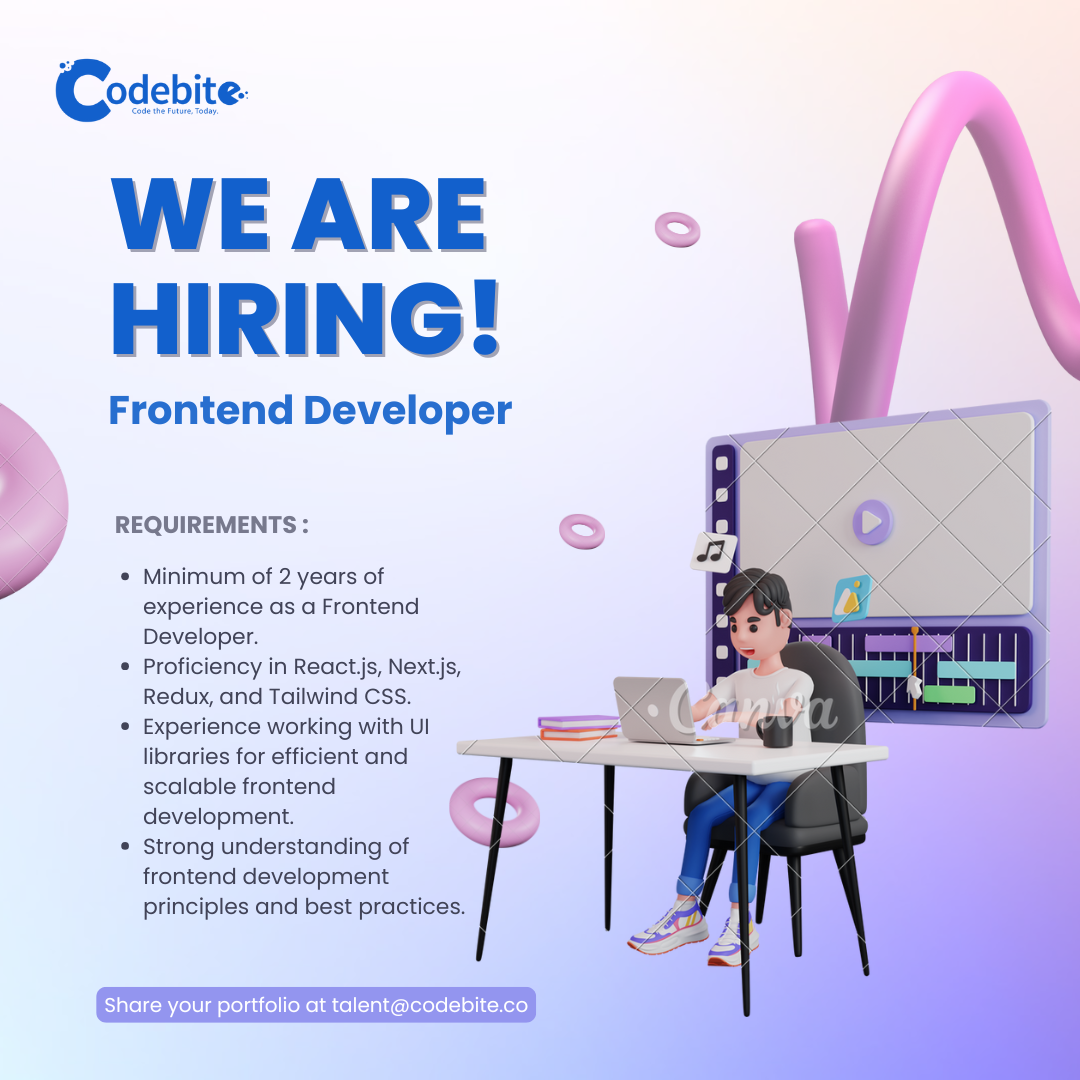 Codebite
Code the Future, Today.
WE ARE
HIRING!
Frontend Developer
REQUIREMENTS :
• Minimum of 2 years of
experience as a Frontend
Developer.
• Proficiency in React.js, Next.js,
Redux, and Tailwind CSS.
• Experience working with UI
libraries for efficient and
scalable frontend
development.
• Strong understanding of
frontend development
principles and best practices.
Canva
Share your portfolio at talent@codebite.co